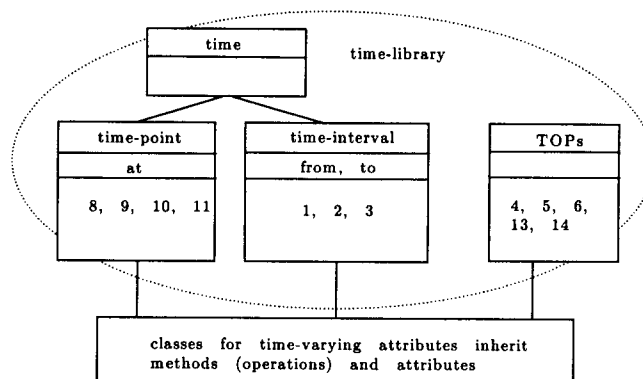 time
time-library
time-point
at
8, 9, 10, 11
time-interval
from, to
1, 2, 3
TOPs
4, 5, 6,
13, 14
classes for time-varying attributes inherit
methods (operations) and attributes